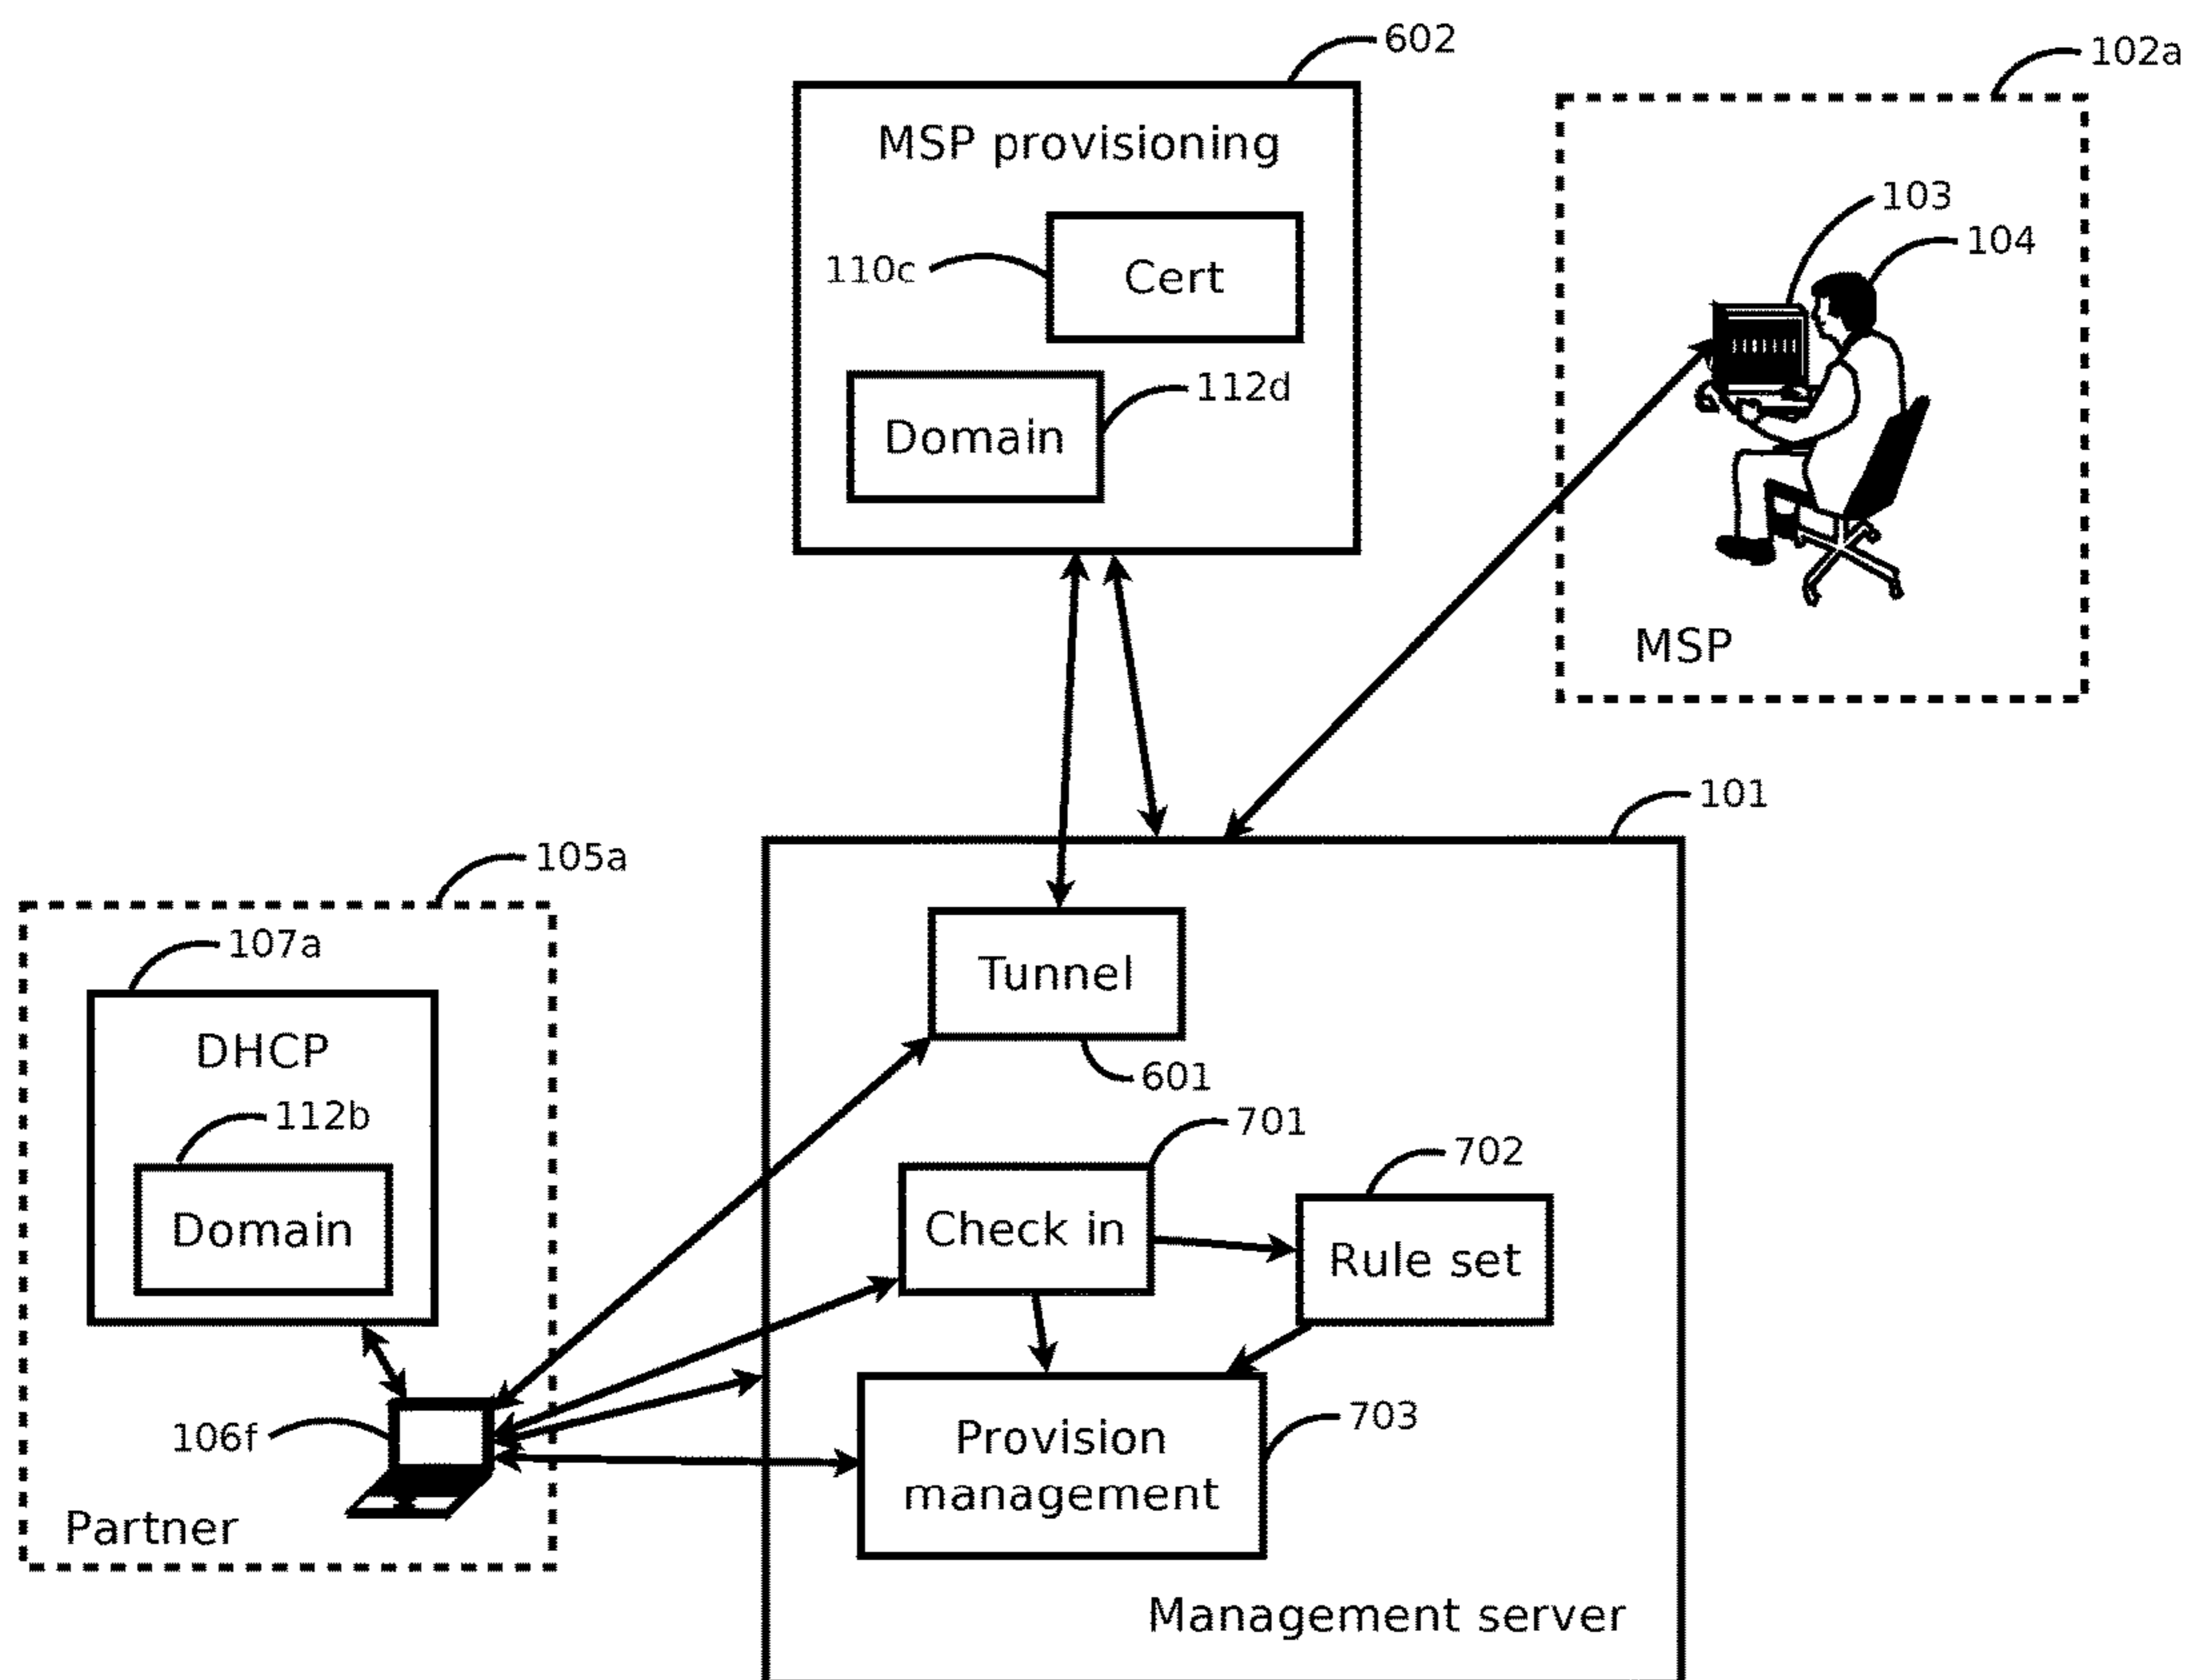 602
102a
MSP provisioning
103
104
110c
Cert
112d
Domain
MSP
101
105a
107a
Tunnel
DHCP
601
112b
701
702
Domain
Check in
Rule set
106f
703
Provision
management
Partner
Management server